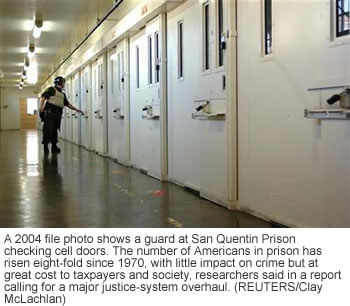 A 2004 file photo shows a guard at San Quentin Prison
checking cell doors. The number of Americans in prison has
risen eight-fold since 1970, with little impact on crime but at
great cost to taxpayers and society, researchers said in a report
calling for a major justice-system overhaul. (REUTERS/Clay
McLachlan)